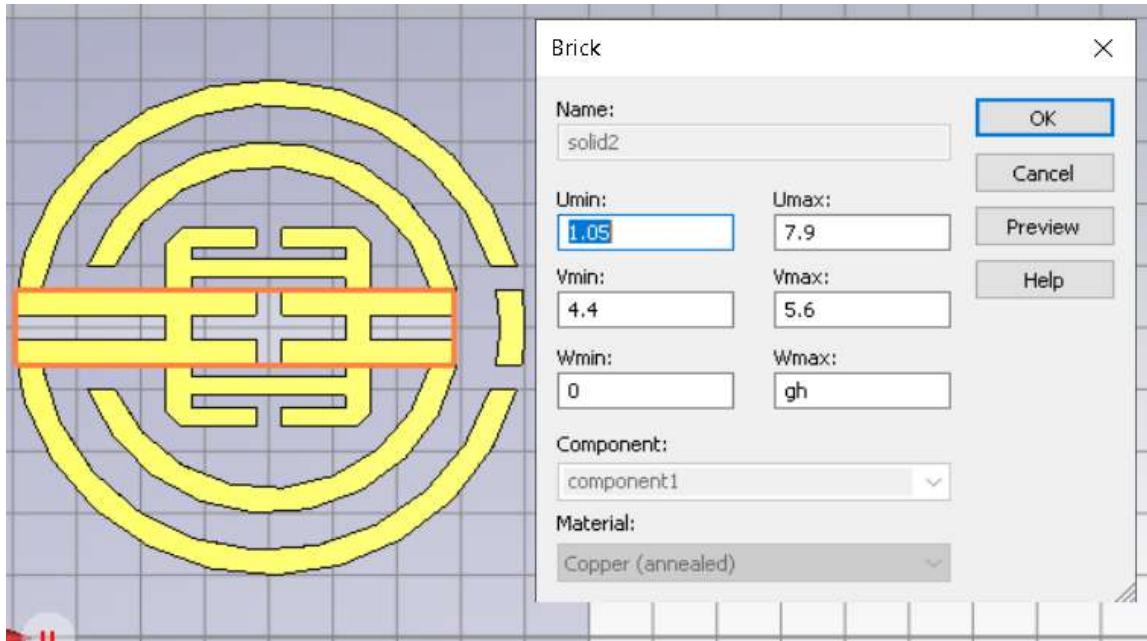 Brick
Name:
solid2
OK
Cancel
Umin:
Umax:
1.05
7.9
Preview
Vmin:
Vmax:
Help
4.4
5.6
Wmin:
Wmax:
0
gh
Component:
component1
Material:
Copper (annealed)